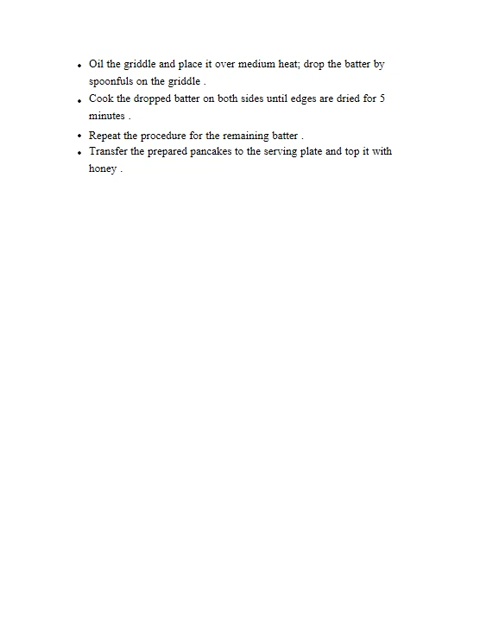 • Oil the griddle and place it over medium heat; drop the batter by
spoonfuls on the griddle .
• Cook the dropped batter on both sides until edges are dried for 5
minutes .
• Repeat the procedure for the remaining batter .
• Transfer the prepared pancakes to the serving plate and top it with
honey .